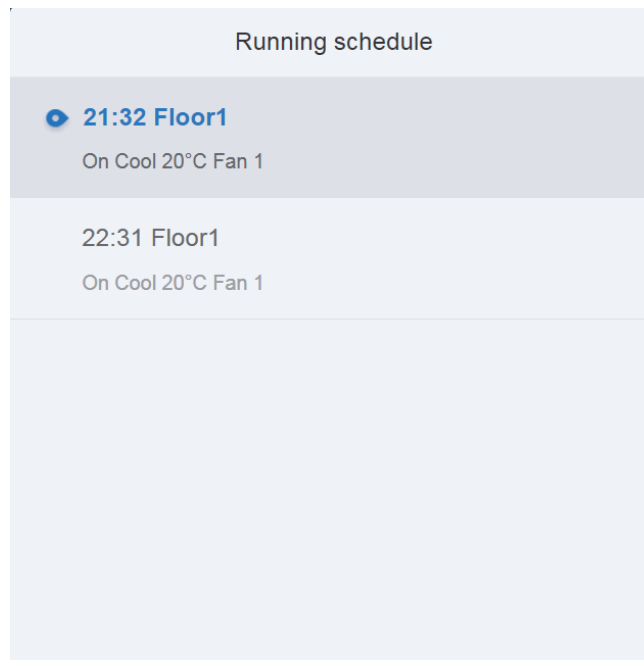 Running schedule
21:32 Floor1
On Cool 20°C Fan 1
22:31 Floor1
On Cool 20°C Fan 1